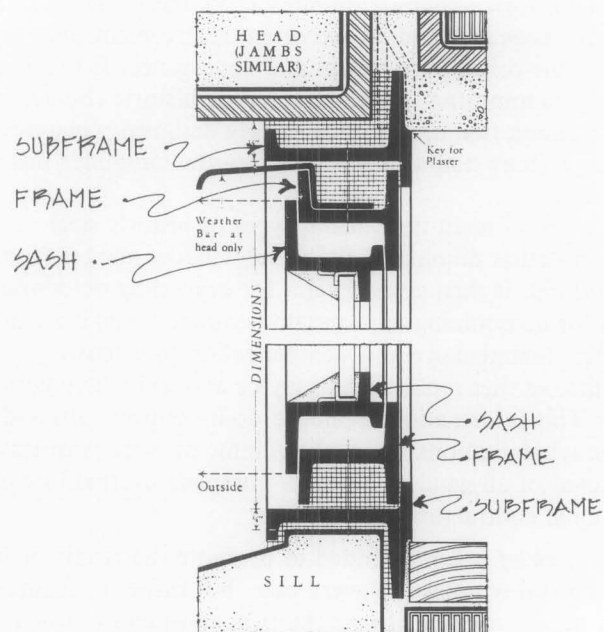 HEAD
(JAMBS
SIMILAR)
SUBFRAME
Key for
Plaster
FRAME
Weather
Bar at
head only
SASH
DIMENSIONS
SASH
FRAME
Outside
SUBFRAME
SILL